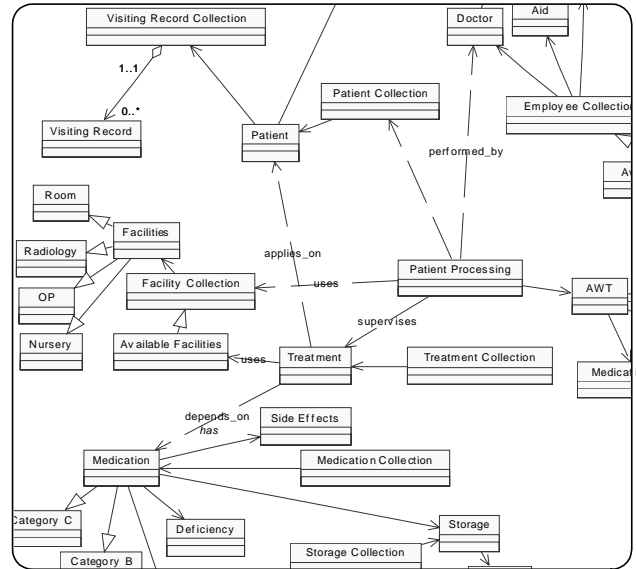 Visiting Record Collection
Doctor
Aid
1..1
0..*
Patient Collection
Employee Collection
Visiting Record
Patient
performed_by
Room
Facilities
Radiology
applies_on
Patient Processing
OP
Facility Collection
uses
AWT
supervises
Nursery
Available Facilities
uses
Treatment
Treatment Collection
depends_on
has
Side Effects
Medication
Medication Collection
Category C
Deficiency
Storage
Category B
Storage Collection